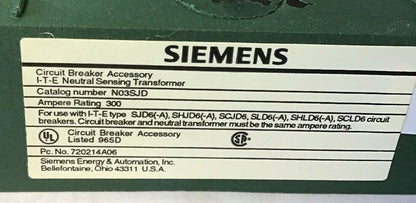 SIEMENS
Circuit Breaker Accessory
I-T-E Neutral Sensing Transformer
Catalog number N03SJD
Ampere Rating 300
For use with I-T-E type SJD6(-A), SHJD6(-A), SCJD6, SLD6(-A), SHLD6(-A), SCLD6 circuit
breakers. Circuit breaker and neutral transformer must be the same ampere rating.
UL Circuit Breaker Accessory SA
Listed 965D
Pc. No. 720214A06
Siemens Energy & Automation, Inc.
Bellefontaine, Ohio 43311 U.S.A.